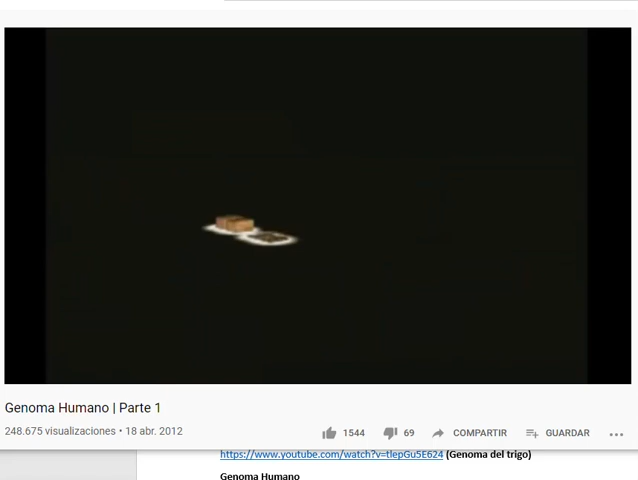 Genoma Humano | Parte 1
248.675 visualizaciones • 18 abr. 2012 1544 69 COMPARTIR GUARDAR ...
https://www.youtube.com/watch?v=tlepGu5E624 (Genoma del trigo)
Genoma Humano